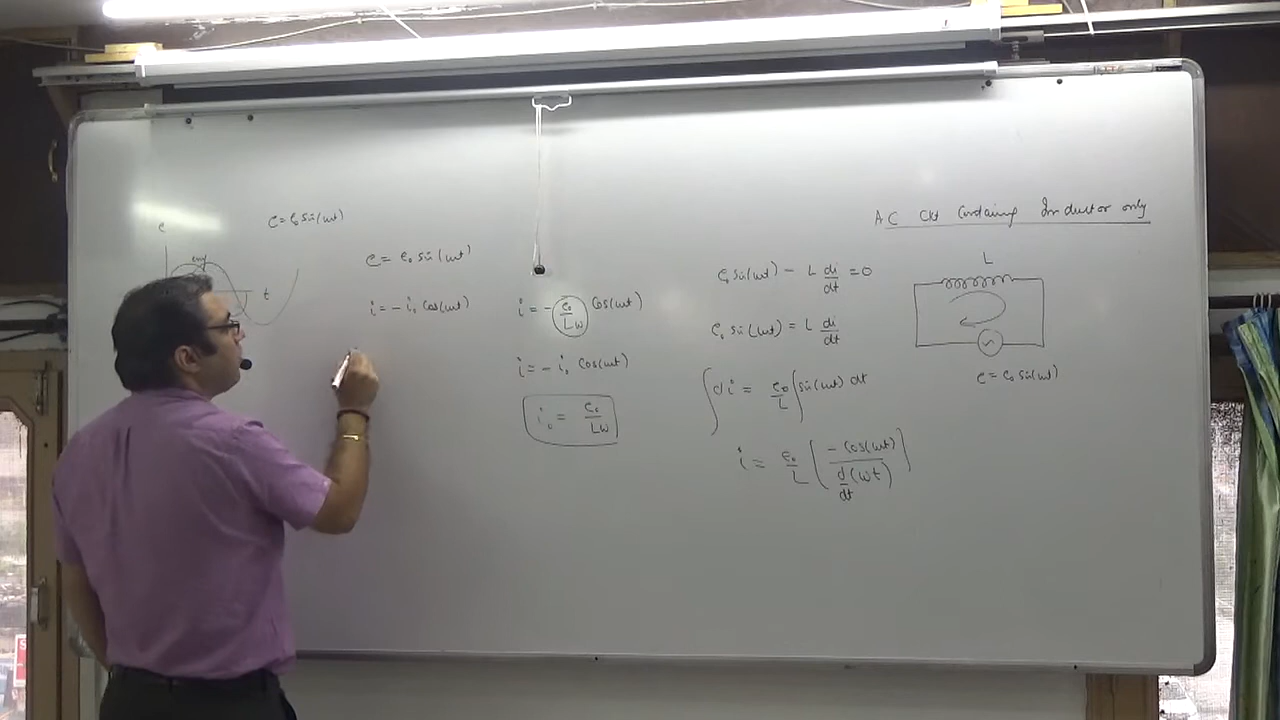 AC Ckt Containing Inductor only
L
e = e₀ sin(ωt)
e₀ sin(ωt) - L di/dt = 0
e₀ sin(ωt) = L di/dt
∫ di = e₀/L ∫ sin(ωt) dt
i = e₀/L [ -Cos(ωt) / d/dt (ωt) ]
i = - e₀/Lω Cos(ωt)
i = - i₀ Cos(ωt)
i₀ = e₀/Lω
e = e₀ sin(ωt)
i = - i₀ Cos(ωt)
e = e₀ sin(ωt)
e
emf
t